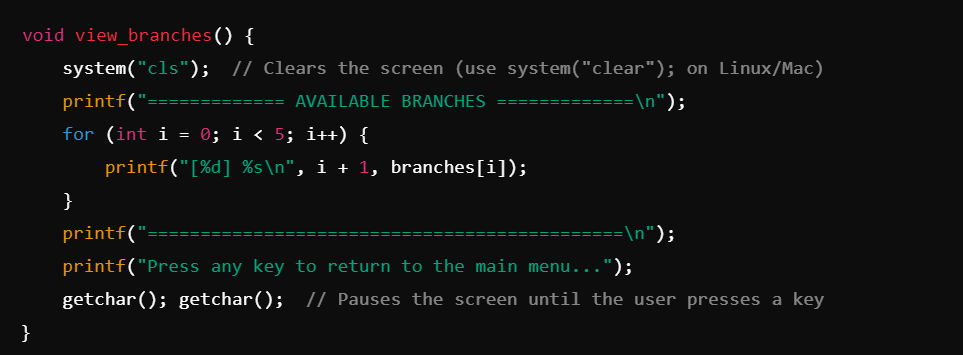 void view_branches() {
    system("cls");  // Clears the screen (use system("clear"); on Linux/Mac)
    printf("============= AVAILABLE BRANCHES =============\n");
    for (int i = 0; i < 5; i++) {
        printf("[%d] %s\n", i + 1, branches[i]);
    }
    printf("=============================================\n");
    printf("Press any key to return to the main menu...");
    getchar(); getchar();  // Pauses the screen until the user presses a key
}